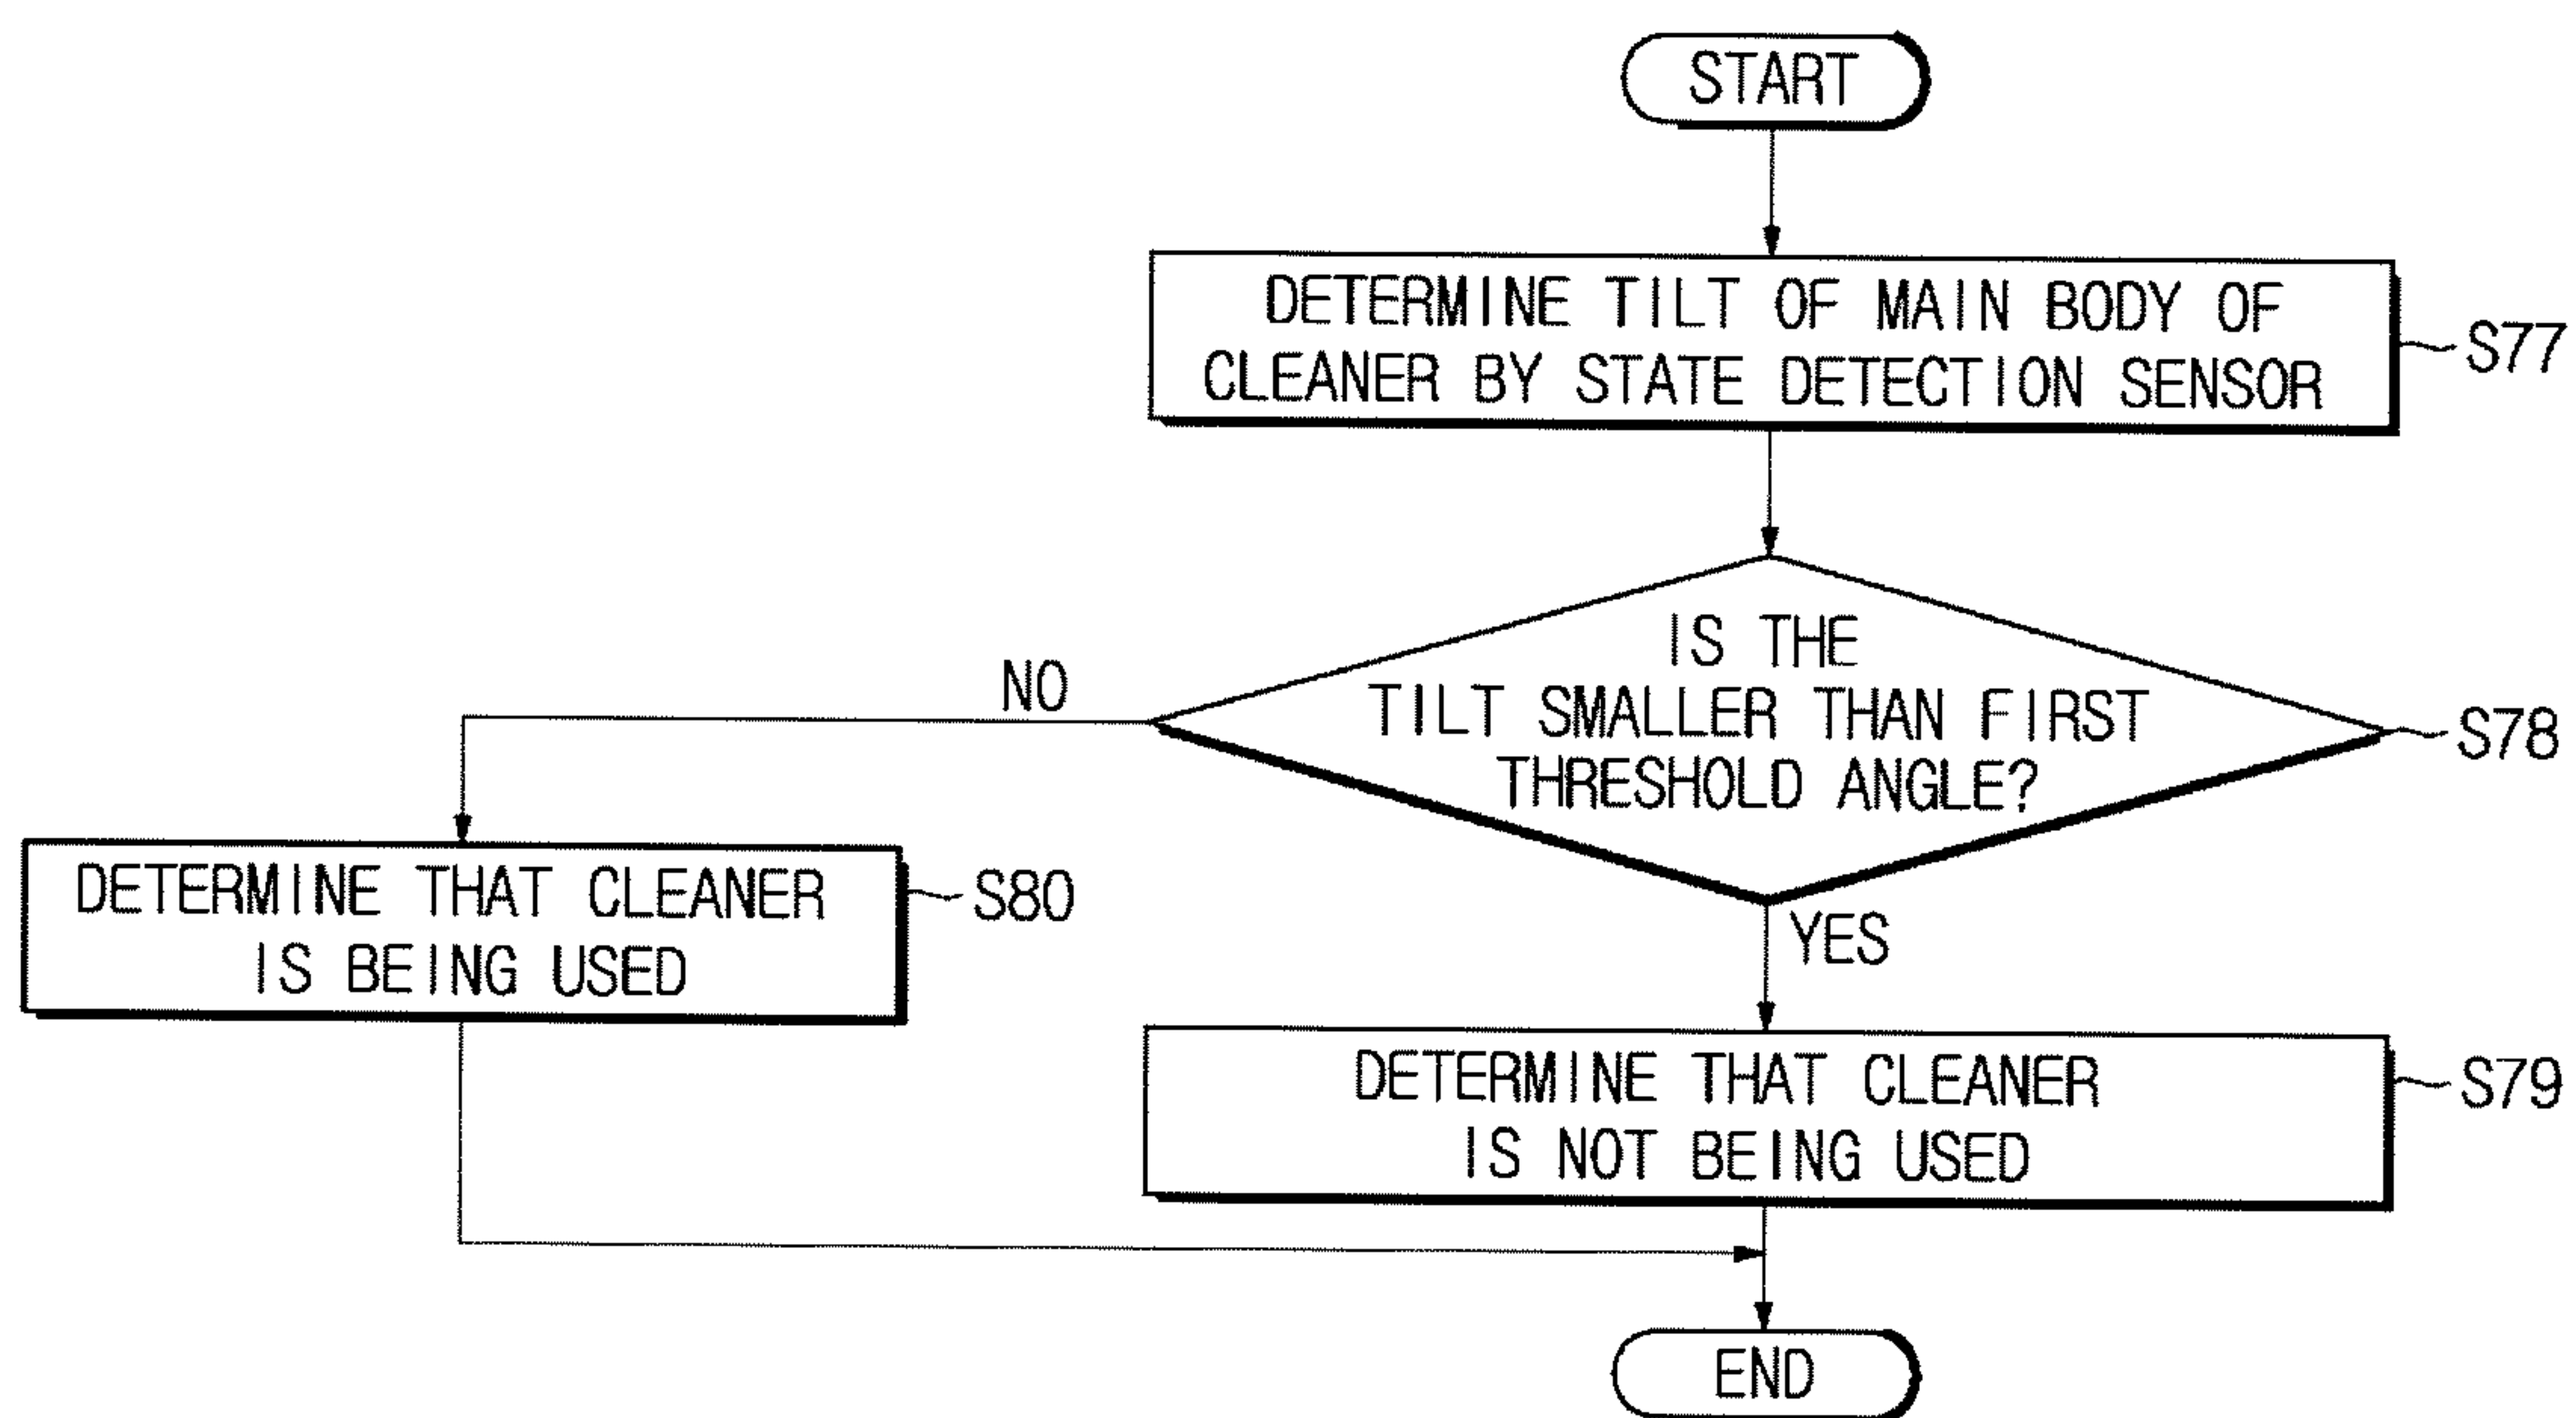 START
DETERMINE TILT OF MAIN BODY OF
CLEANER BY STATE DETECTION SENSOR
S77
IS THE
TILT SMALLER THAN FIRST
THRESHOLD ANGLE?
S78
NO
YES
DETERMINE THAT CLEANER
IS BEING USED
S80
DETERMINE THAT CLEANER
IS NOT BEING USED
S79
END